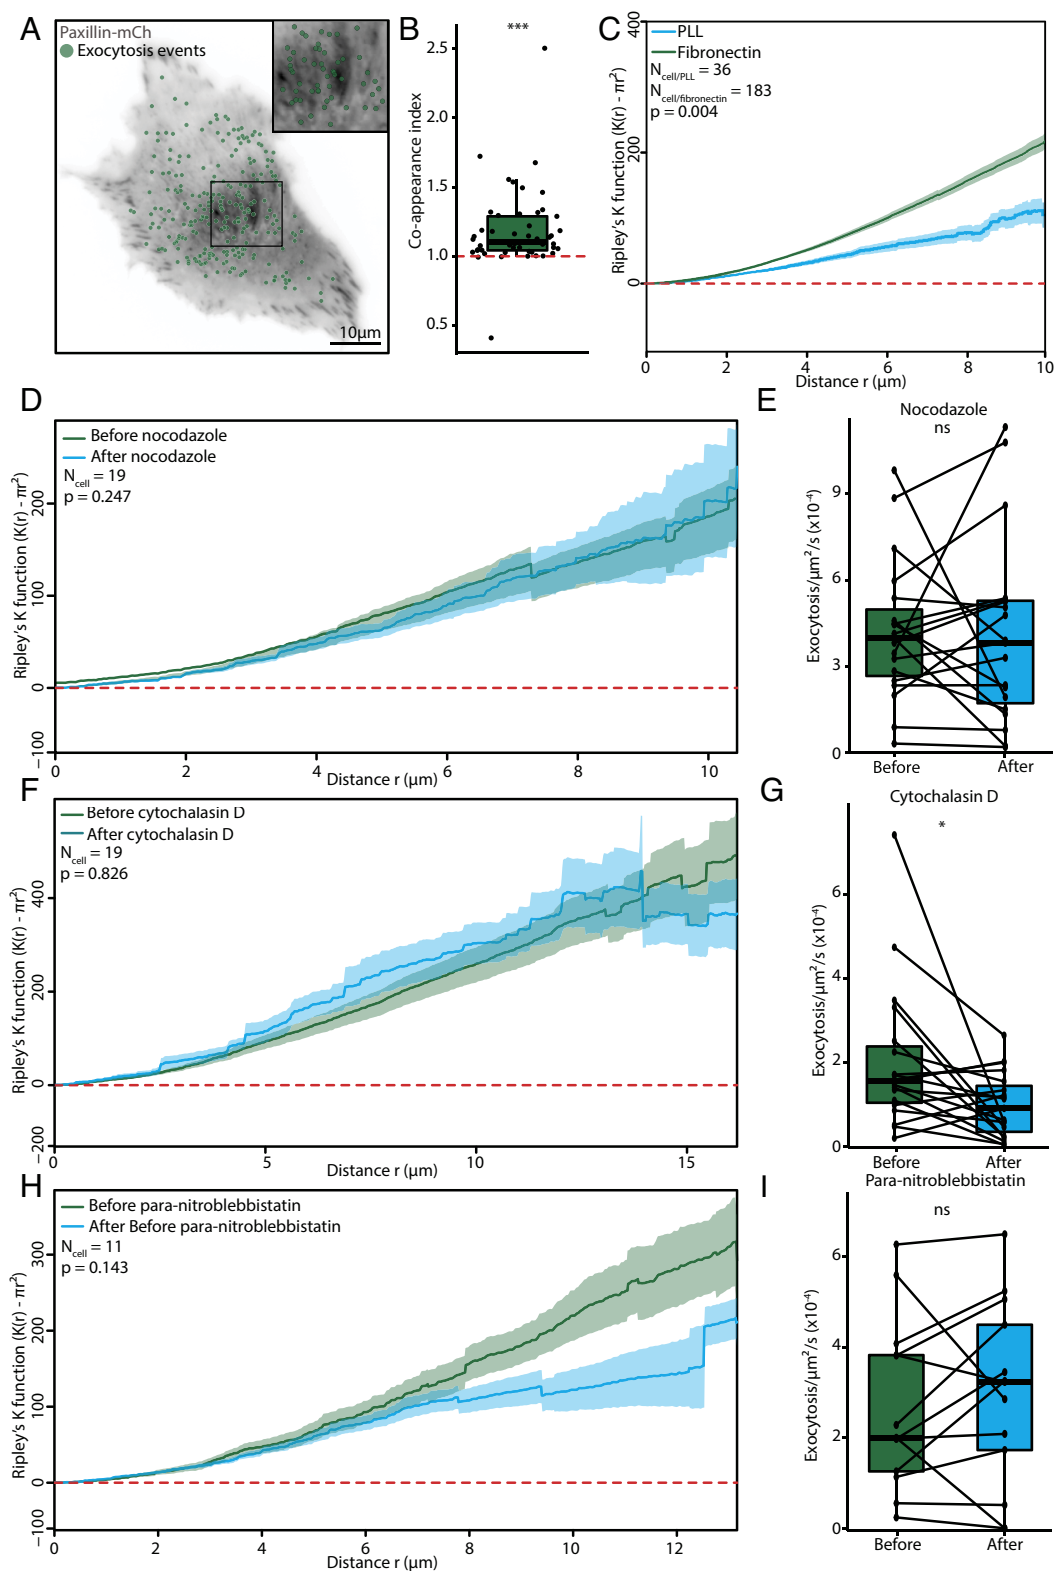 A
Paxillin-mCh
Exocytosis events
10µm
B
***
Co-appearance index
2.5
2.0
1.5
1.0
0.5
C
PLL
Fibronectin
N cell/PLL = 36
N cell/fibronectin = 183
p = 0.004
Ripley's K function (K(r) - πr²)
400
200
0
0 2 4 6 8 10
Distance r (µm)
D
Before nocodazole
After nocodazole
N cell = 19
p = 0.247
Ripley's K function (K(r) - πr²)
200
100
0
−100
0 2 4 6 8 10
Distance r (µm)
E
Nocodazole
ns
Exocytosis/µm²/s (x10⁻⁴)
9
6
3
0
Before After
F
Before cytochalasin D
After cytochalasin D
N cell = 19
p = 0.826
Ripley's K function (K(r) - πr²)
400
200
0
−200
0 5 10 15
Distance r (µm)
G
Cytochalasin D
*
Exocytosis/µm²/s (x10⁻⁴)
6
4
2
0
Before After
H
Before para-nitroblebbistatin
After Before para-nitroblebbistatin
N cell = 11
p = 0.143
Ripley's K function (K(r) - πr²)
300
200
100
0
−100
0 2 4 6 8 10 12
Distance r (µm)
I
Para-nitroblebbistatin
ns
Exocytosis/µm²/s (x10⁻⁴)
6
4
2
0
Before After